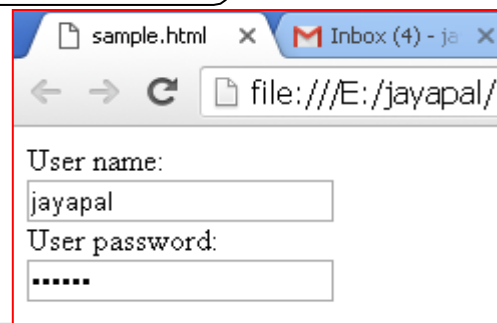 sample.html Inbox (4) - ja
file:///E:/jayapal/
User name:
jayapal
User password:
••••••